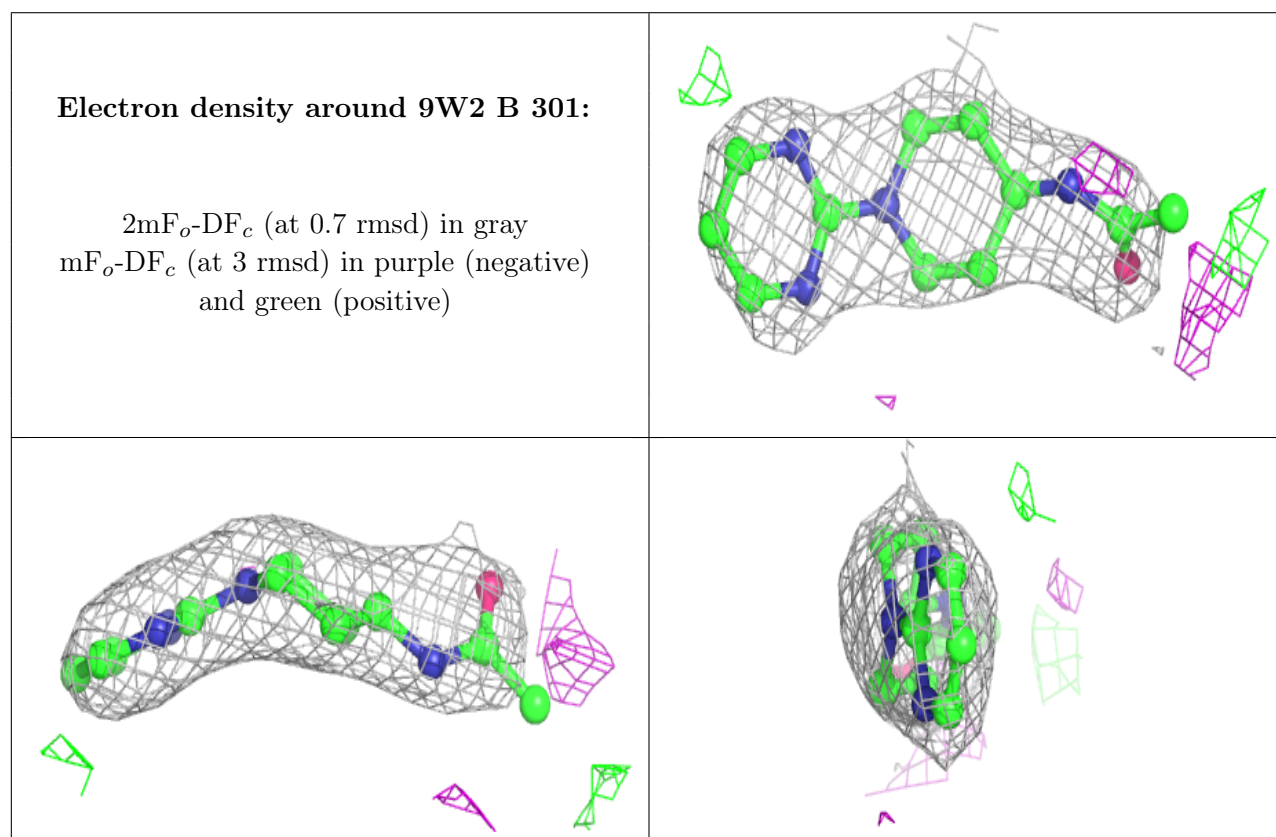 Electron density around 9W2 B 301:
2mFₒ-DF𝒸 (at 0.7 rmsd) in gray
mFₒ-DF𝒸 (at 3 rmsd) in purple (negative)
and green (positive)